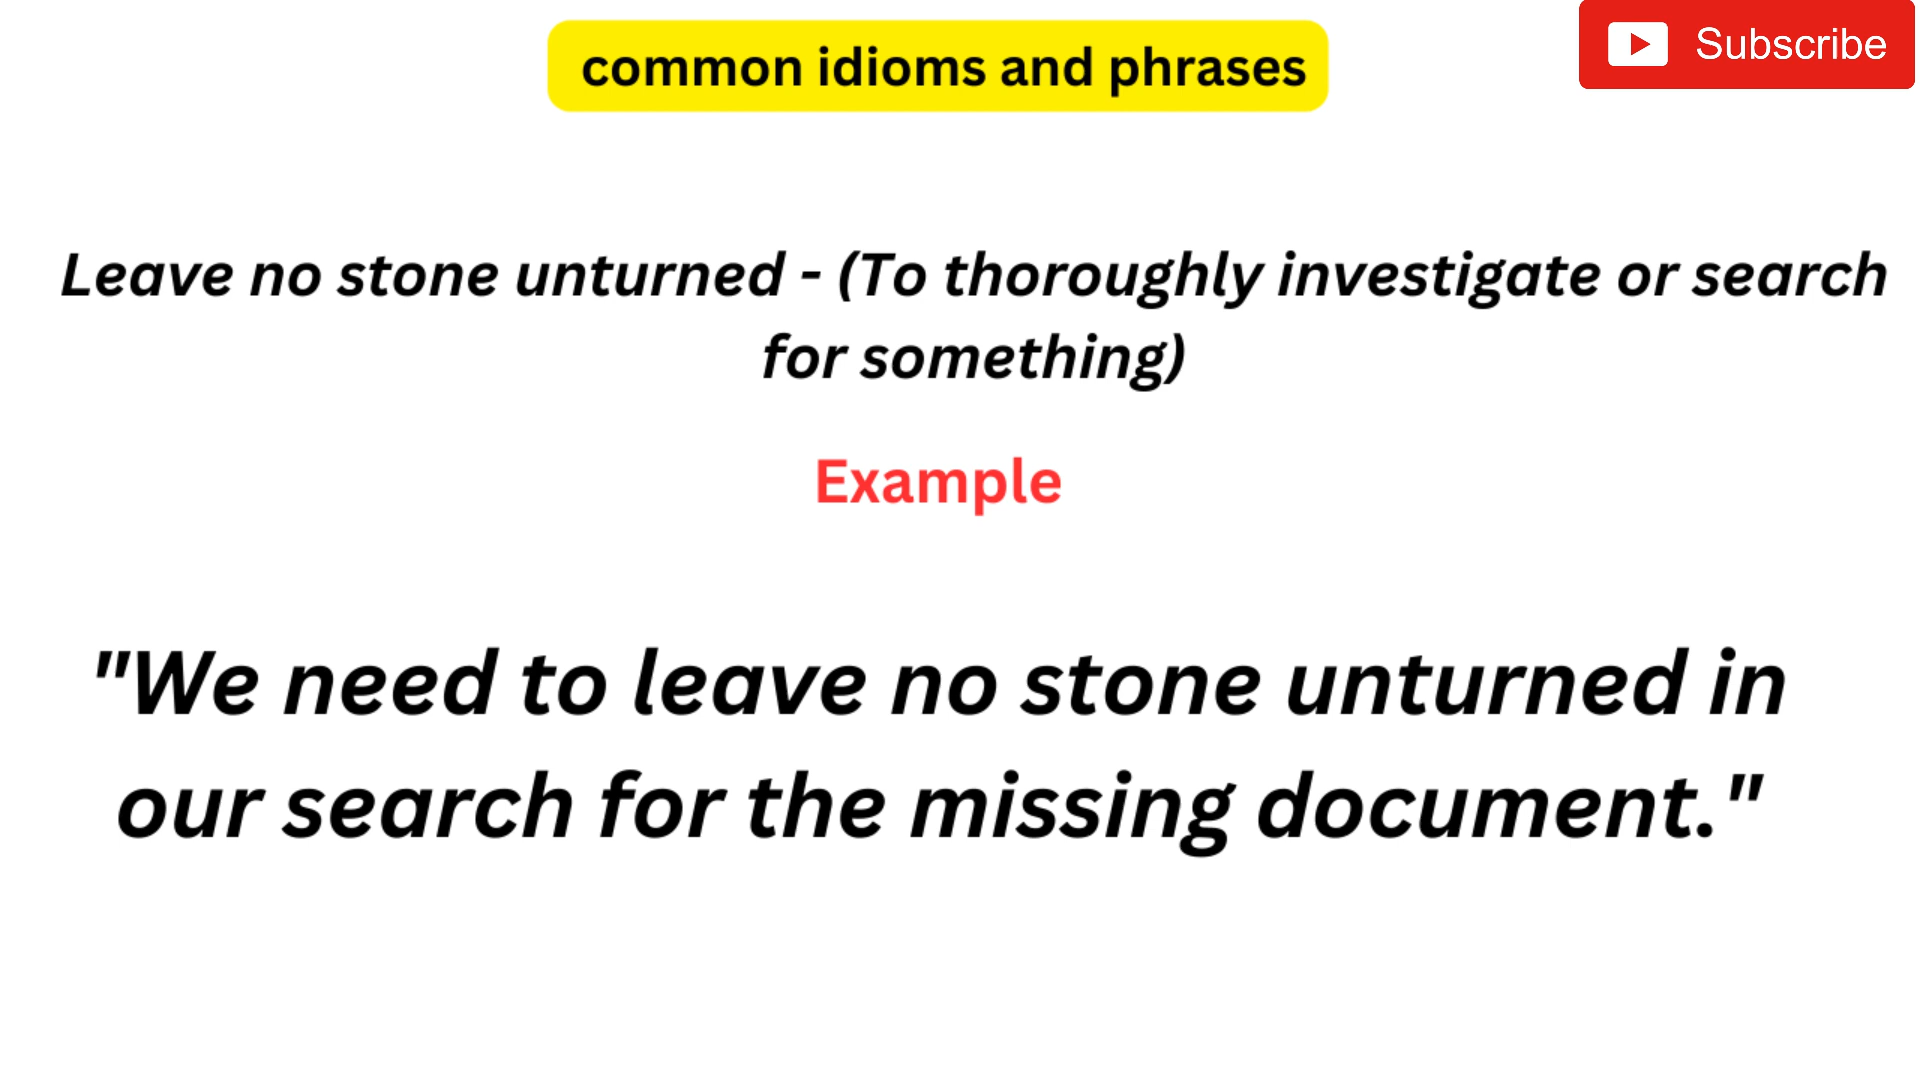 common idioms and phrases
Subscribe
Leave no stone unturned - (To thoroughly investigate or search
for something)
Example
"We need to leave no stone unturned in
our search for the missing document."